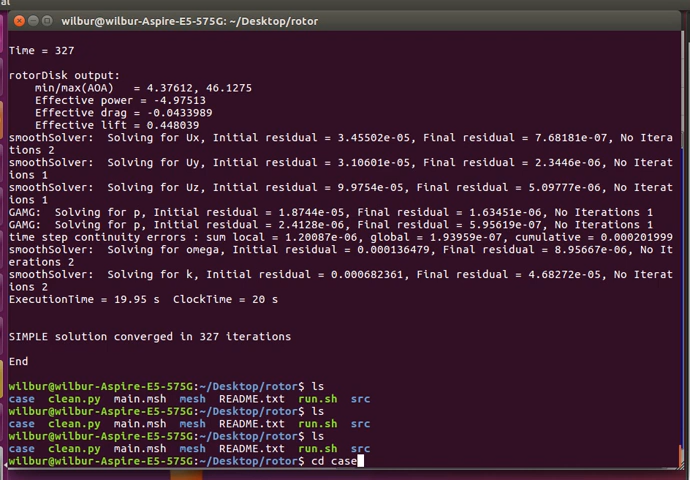 al
wilbur@wilbur-Aspire-E5-575G: ~/Desktop/rotor
Time = 327
rotorDisk output:
min/max(AOA) = 4.37612, 46.1275
Effective power = -4.97513
Effective drag = -0.0433989
Effective lift = 0.448039
smoothSolver: Solving for Ux, Initial residual = 3.45502e-05, Final residual = 7.68181e-07, No Itera
tions 2
smoothSolver: Solving for Uy, Initial residual = 3.10601e-05, Final residual = 2.3446e-06, No Iterat
ions 1
smoothSolver: Solving for Uz, Initial residual = 9.9754e-05, Final residual = 5.09777e-06, No Iterat
ions 1
GAMG: Solving for p, Initial residual = 1.8744e-05, Final residual = 1.63451e-06, No Iterations 1
GAMG: Solving for p, Initial residual = 2.4128e-06, Final residual = 5.95619e-07, No Iterations 1
time step continuity errors : sum local = 1.20087e-06, global = 1.93959e-07, cumulative = 0.000201999
smoothSolver: Solving for omega, Initial residual = 0.000136479, Final residual = 8.95667e-06, No It
erations 2
smoothSolver: Solving for k, Initial residual = 0.000682361, Final residual = 4.68272e-05, No Iterat
ions 2
ExecutionTime = 19.95 s ClockTime = 20 s
SIMPLE solution converged in 327 iterations
End
wilbur@wilbur-Aspire-E5-575G:~/Desktop/rotor$ ls
case clean.py main.msh mesh README.txt run.sh src
wilbur@wilbur-Aspire-E5-575G:~/Desktop/rotor$ ls
case clean.py main.msh mesh README.txt run.sh src
wilbur@wilbur-Aspire-E5-575G:~/Desktop/rotor$ ls
case clean.py main.msh mesh README.txt run.sh src
wilbur@wilbur-Aspire-E5-575G:~/Desktop/rotor$ cd case